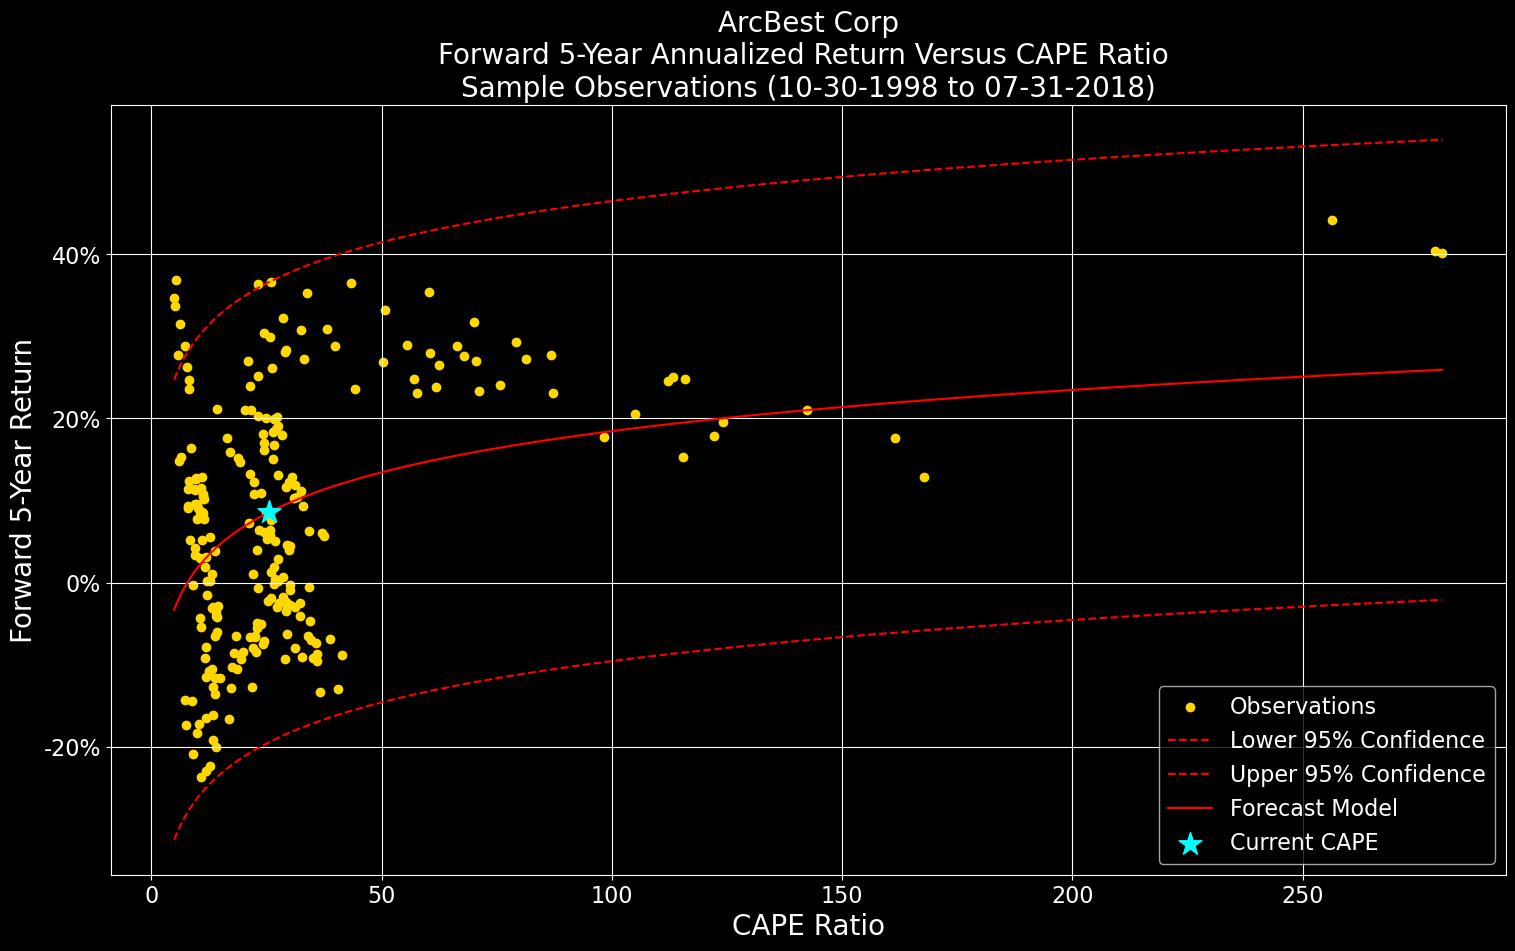 ArcBest Corp
Forward 5-Year Annualized Return Versus CAPE Ratio
Sample Observations (10-30-1998 to 07-31-2018)
Forward 5-Year Return
40%
20%
0%
-20%
Observations
Lower 95% Confidence
Upper 95% Confidence
Forecast Model
Current CAPE
0 50 100 150 200 250
CAPE Ratio